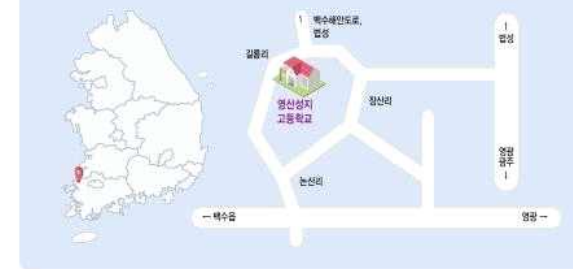 ↑ 백수해안도로,
법성
길룡리
영산성지
고등학교
장산리
논산리
↑
법성
영광
광주
↓
← 백수읍
영광 →